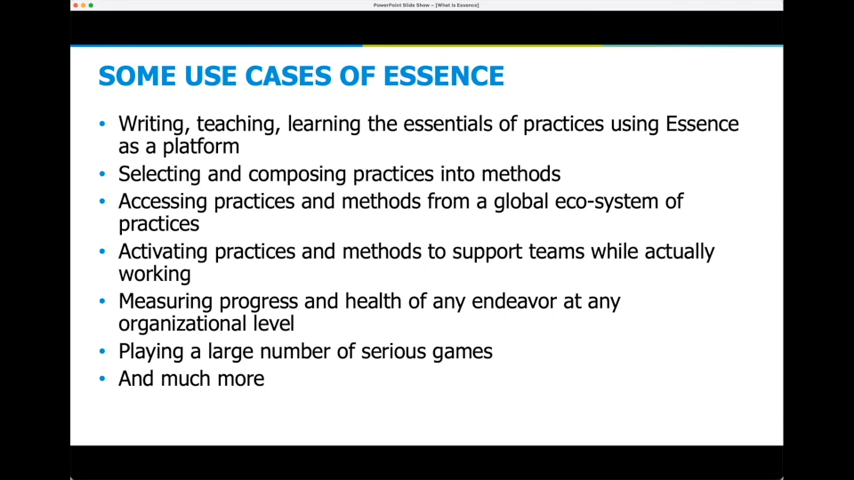 PowerPoint Slide Show - [What is Essence]
SOME USE CASES OF ESSENCE
• Writing, teaching, learning the essentials of practices using Essence
as a platform
• Selecting and composing practices into methods
• Accessing practices and methods from a global eco-system of
practices
• Activating practices and methods to support teams while actually
working
• Measuring progress and health of any endeavor at any
organizational level
• Playing a large number of serious games
• And much more